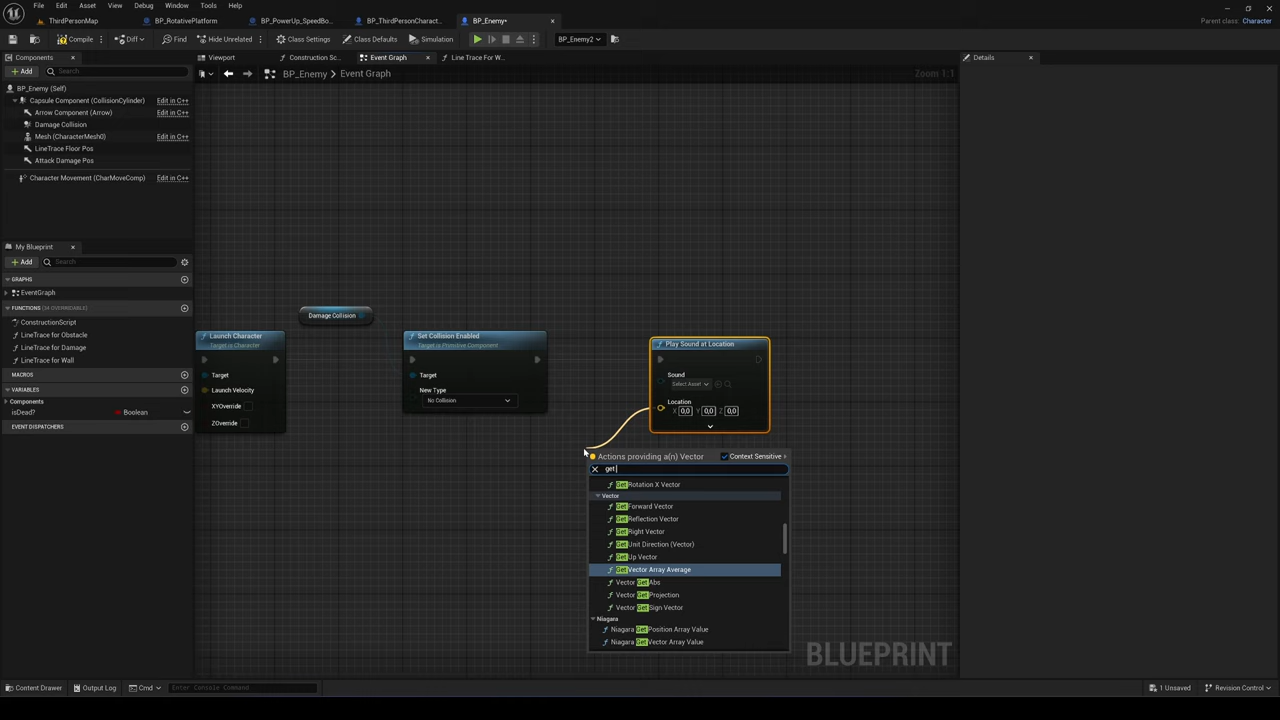 File Edit Asset View Debug Window Tools Help
ThirdPersonMap BP_RotativePlatform BP_PowerUp_SpeedBo... BP_ThirdPersonCharact... BP_Enemy•
Parent class: Character
Compile Diff Find Hide Unrelated Class Settings Class Defaults Simulation BP_Enemy2
Components
Viewport Construction Sc... Event Graph Line Trace For W...
Details
+ Add Search
BP_Enemy > Event Graph
Zoom 1:1
BP_Enemy (Self)
Capsule Component (CollisionCylinder) Edit in C++
Arrow Component (Arrow) Edit in C++
Damage Collision
Mesh (CharacterMesh0) Edit in C++
LineTrace Floor Pos
Attack Damage Pos
Character Movement (CharMoveComp) Edit in C++
My Blueprint
+ Add Search
GRAPHS
EventGraph
FUNCTIONS (34 OVERRIDABLE)
ConstructionScript
LineTrace for Obstacle
LineTrace for Damage
LineTrace for Wall
MACROS
VARIABLES
Components
isDead? Boolean
EVENT DISPATCHERS
Launch Character
Target is Character
Target
Launch Velocity
XYOverride
ZOverride
Damage Collision
Set Collision Enabled
Target is Primitive Component
Target
New Type
No Collision
Play Sound at Location
Sound
Select Asset
Location
X 0,0 Y 0,0 Z 0,0
Actions providing a(n) Vector Context Sensitive
get
Get Rotation X Vector
Vector
Get Forward Vector
Get Reflection Vector
Get Right Vector
Get Unit Direction (Vector)
Get Up Vector
Get Vector Array Average
Vector Get Abs
Vector Get Projection
Vector Get Sign Vector
Niagara
Niagara Get Position Array Value
Niagara Get Vector Array Value
BLUEPRINT
Content Drawer Output Log Cmd Enter Console Command
1 Unsaved Revision Control